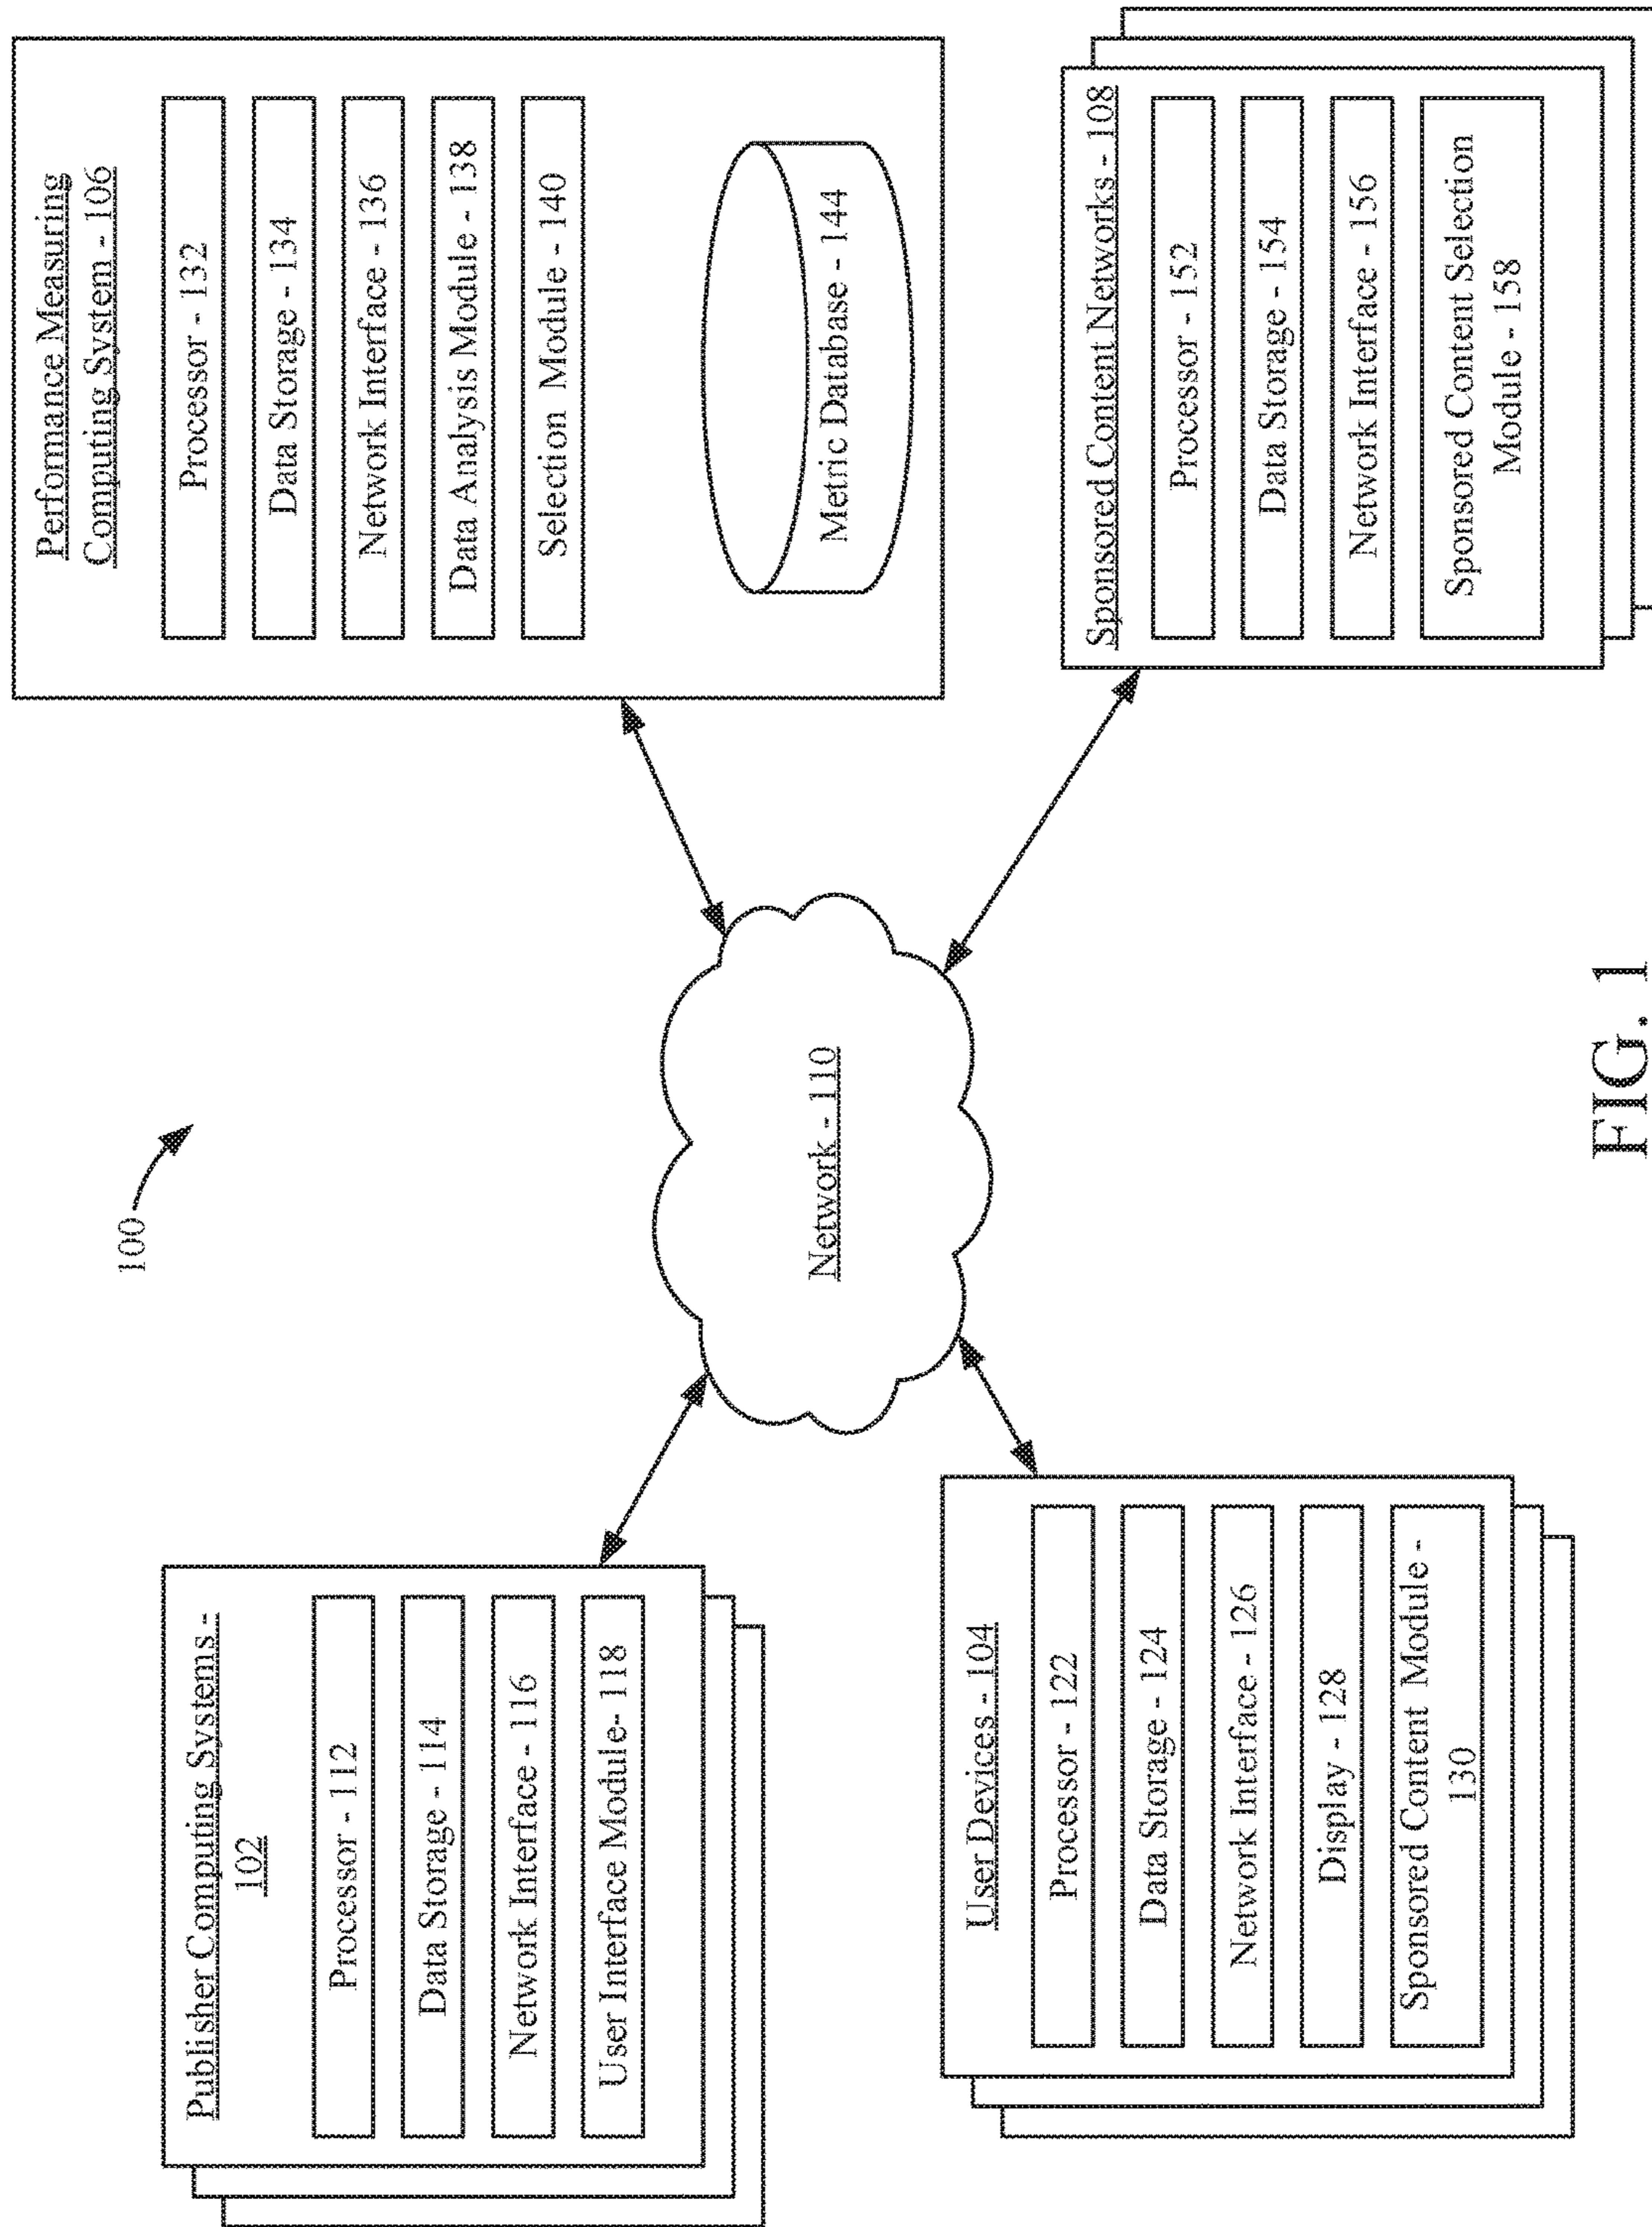 100
Publisher Computing Systems -
102
Processor - 112
Data Storage - 114
Network Interface - 116
User Interface Module- 118
Performance Measuring
Computing System - 106
Processor - 132
Data Storage - 134
Network Interface - 136
Data Analysis Module - 138
Selection Module - 140
Metric Database - 144
Network - 110
User Devices - 104
Processor - 122
Data Storage - 124
Network Interface - 126
Display - 128
Sponsored Content Module -
130
Sponsored Content Networks - 108
Processor - 152
Data Storage - 154
Network Interface - 156
Sponsored Content Selection
Module - 158
FIG. 1